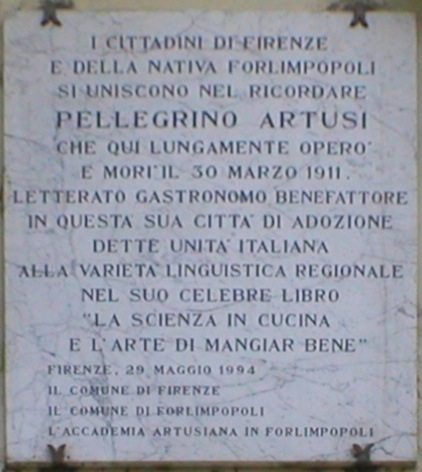 I CITTADINI DI FIRENZE
E DELLA NATIVA FORLIMPOPOLI
SI UNISCONO NEL RICORDARE
PELLEGRINO ARTUSI
CHE QUI LUNGAMENTE OPERO'
E MORI' IL 30 MARZO 1911.
LETTERATO GASTRONOMO BENEFATTORE
IN QUESTA SUA CITTA' DI ADOZIONE
DETTE UNITA' ITALIANA
ALLA VARIETA' LINGUISTICA REGIONALE
NEL SUO CELEBRE LIBRO
"LA SCIENZA IN CUCINA
E L'ARTE DI MANGIAR BENE"
FIRENZE, 29 MAGGIO 1994
IL COMUNE DI FIRENZE
IL COMUNE DI FORLIMPOPOLI
L'ACCADEMIA ARTUSIANA IN FORLIMPOPOLI